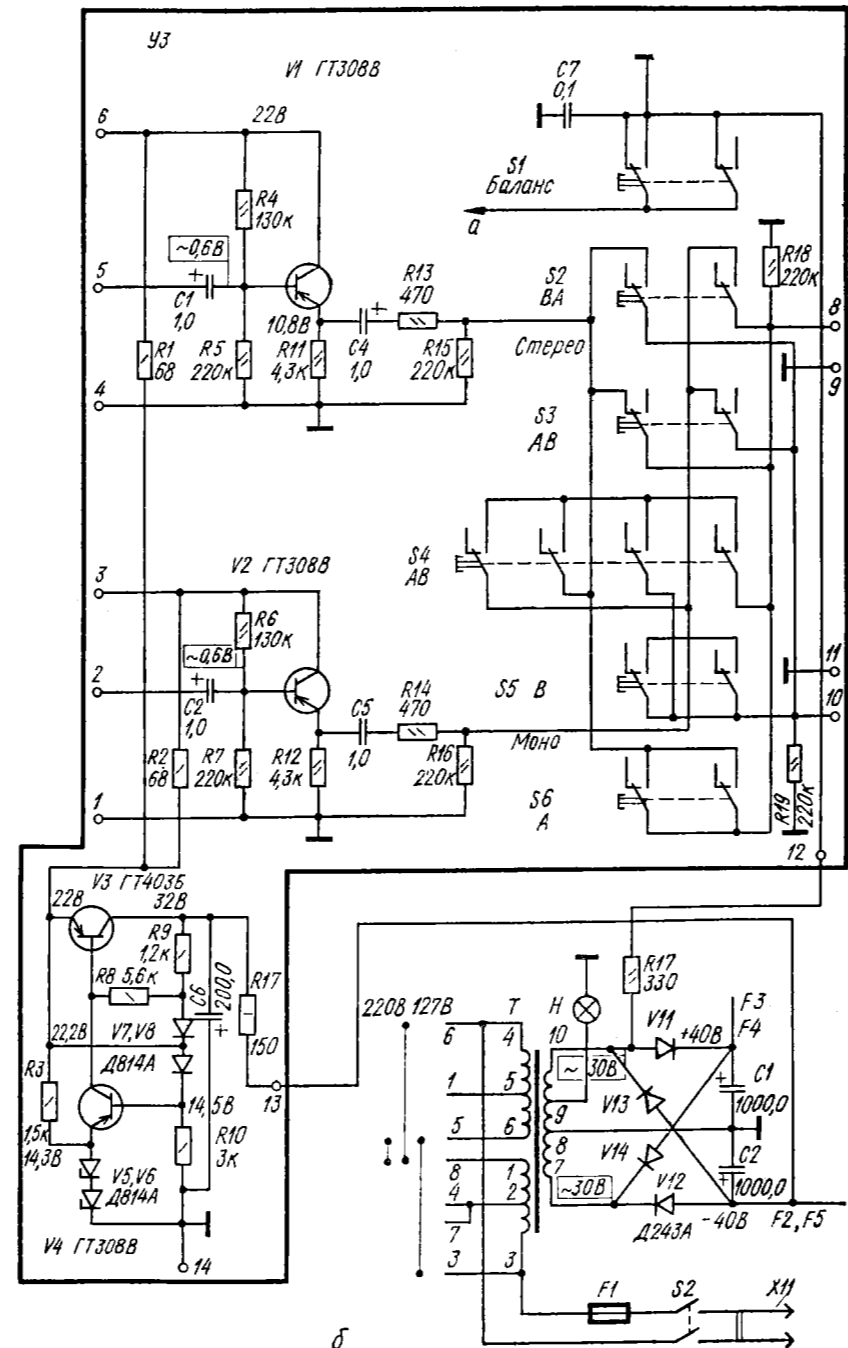 У3
V1 ГТ308В
6
22В
C7
0,1
S1
Баланс
а
R4
130к
~0,6В
+
5
C1
1,0
10,8В
R1
68
R5
220к
R11
4,3к
+
C4
1,0
R13
470
R15
220к
4
S2
ВА
Стерео
R18
220к
8
9
S3
АВ
S4
АВ
V2 ГТ308В
3
R6
130к
~0,6В
+
2
C2
1,0
R2
68
R7
220к
R12
4,3к
C5
1,0
R14
470
R16
220к
1
S5 В
Моно
S6
А
11
10
R19
220к
12
V3 ГТ403Б
22В
32В
R9
1,2к
R8 5,6к
C6
200,0
+
R17
150
22,2В
V7,V8
Д814А
R3
1,5к
14,3В
14,5В
13
R10
3к
V5,V6
Д814А
V4 ГТ308В
14
220В 127В
6
1
5
8
4
7
3
Т
4
5
6
1
2
3
Н
10
9
8
7
~30В
~30В
R17
330
V11
+40В
F3
F4
V13
V14
V12
Д243А
+
C1
1000,0
C2
+
1000,0
-40В
F2,F5
F1
S2
X11
б